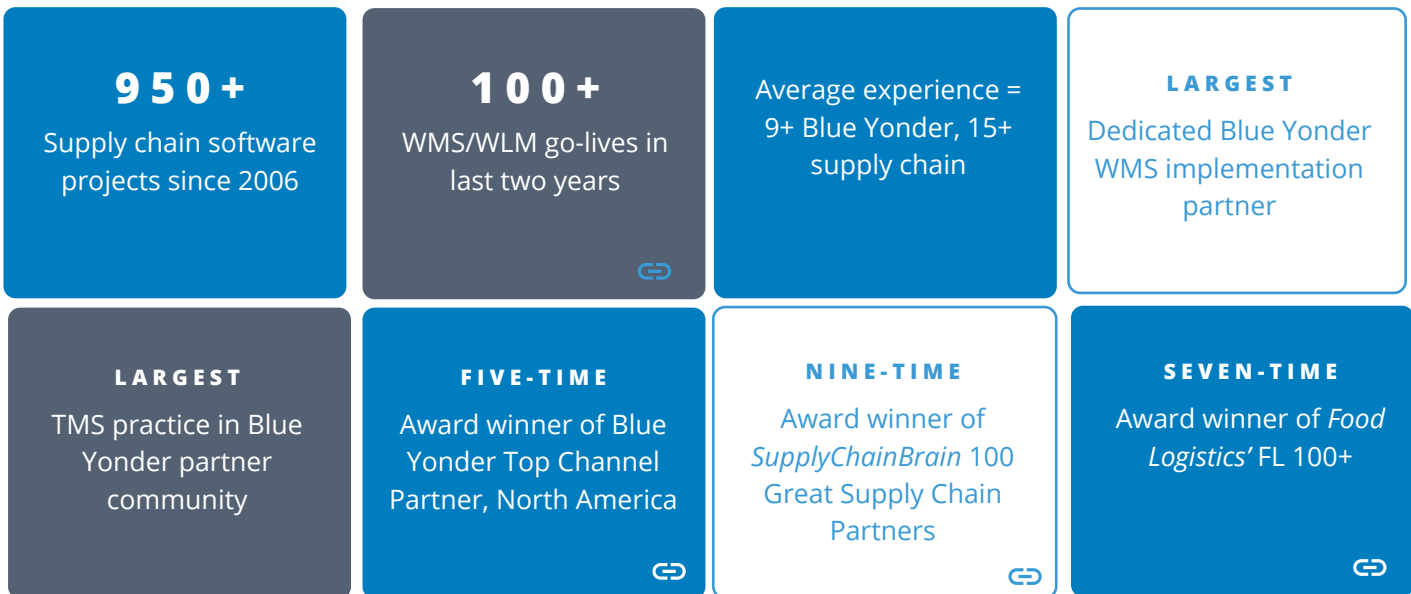 950+
Supply chain software
projects since 2006
100+
WMS/WLM go-lives in
last two years
Average experience =
9+ Blue Yonder, 15+
supply chain
LARGEST
Dedicated Blue Yonder
WMS implementation
partner
LARGEST
TMS practice in Blue
Yonder partner
community
FIVE-TIME
Award winner of Blue
Yonder Top Channel
Partner, North America
NINE-TIME
Award winner of
SupplyChainBrain 100
Great Supply Chain
Partners
SEVEN-TIME
Award winner of Food
Logistics’ FL 100+